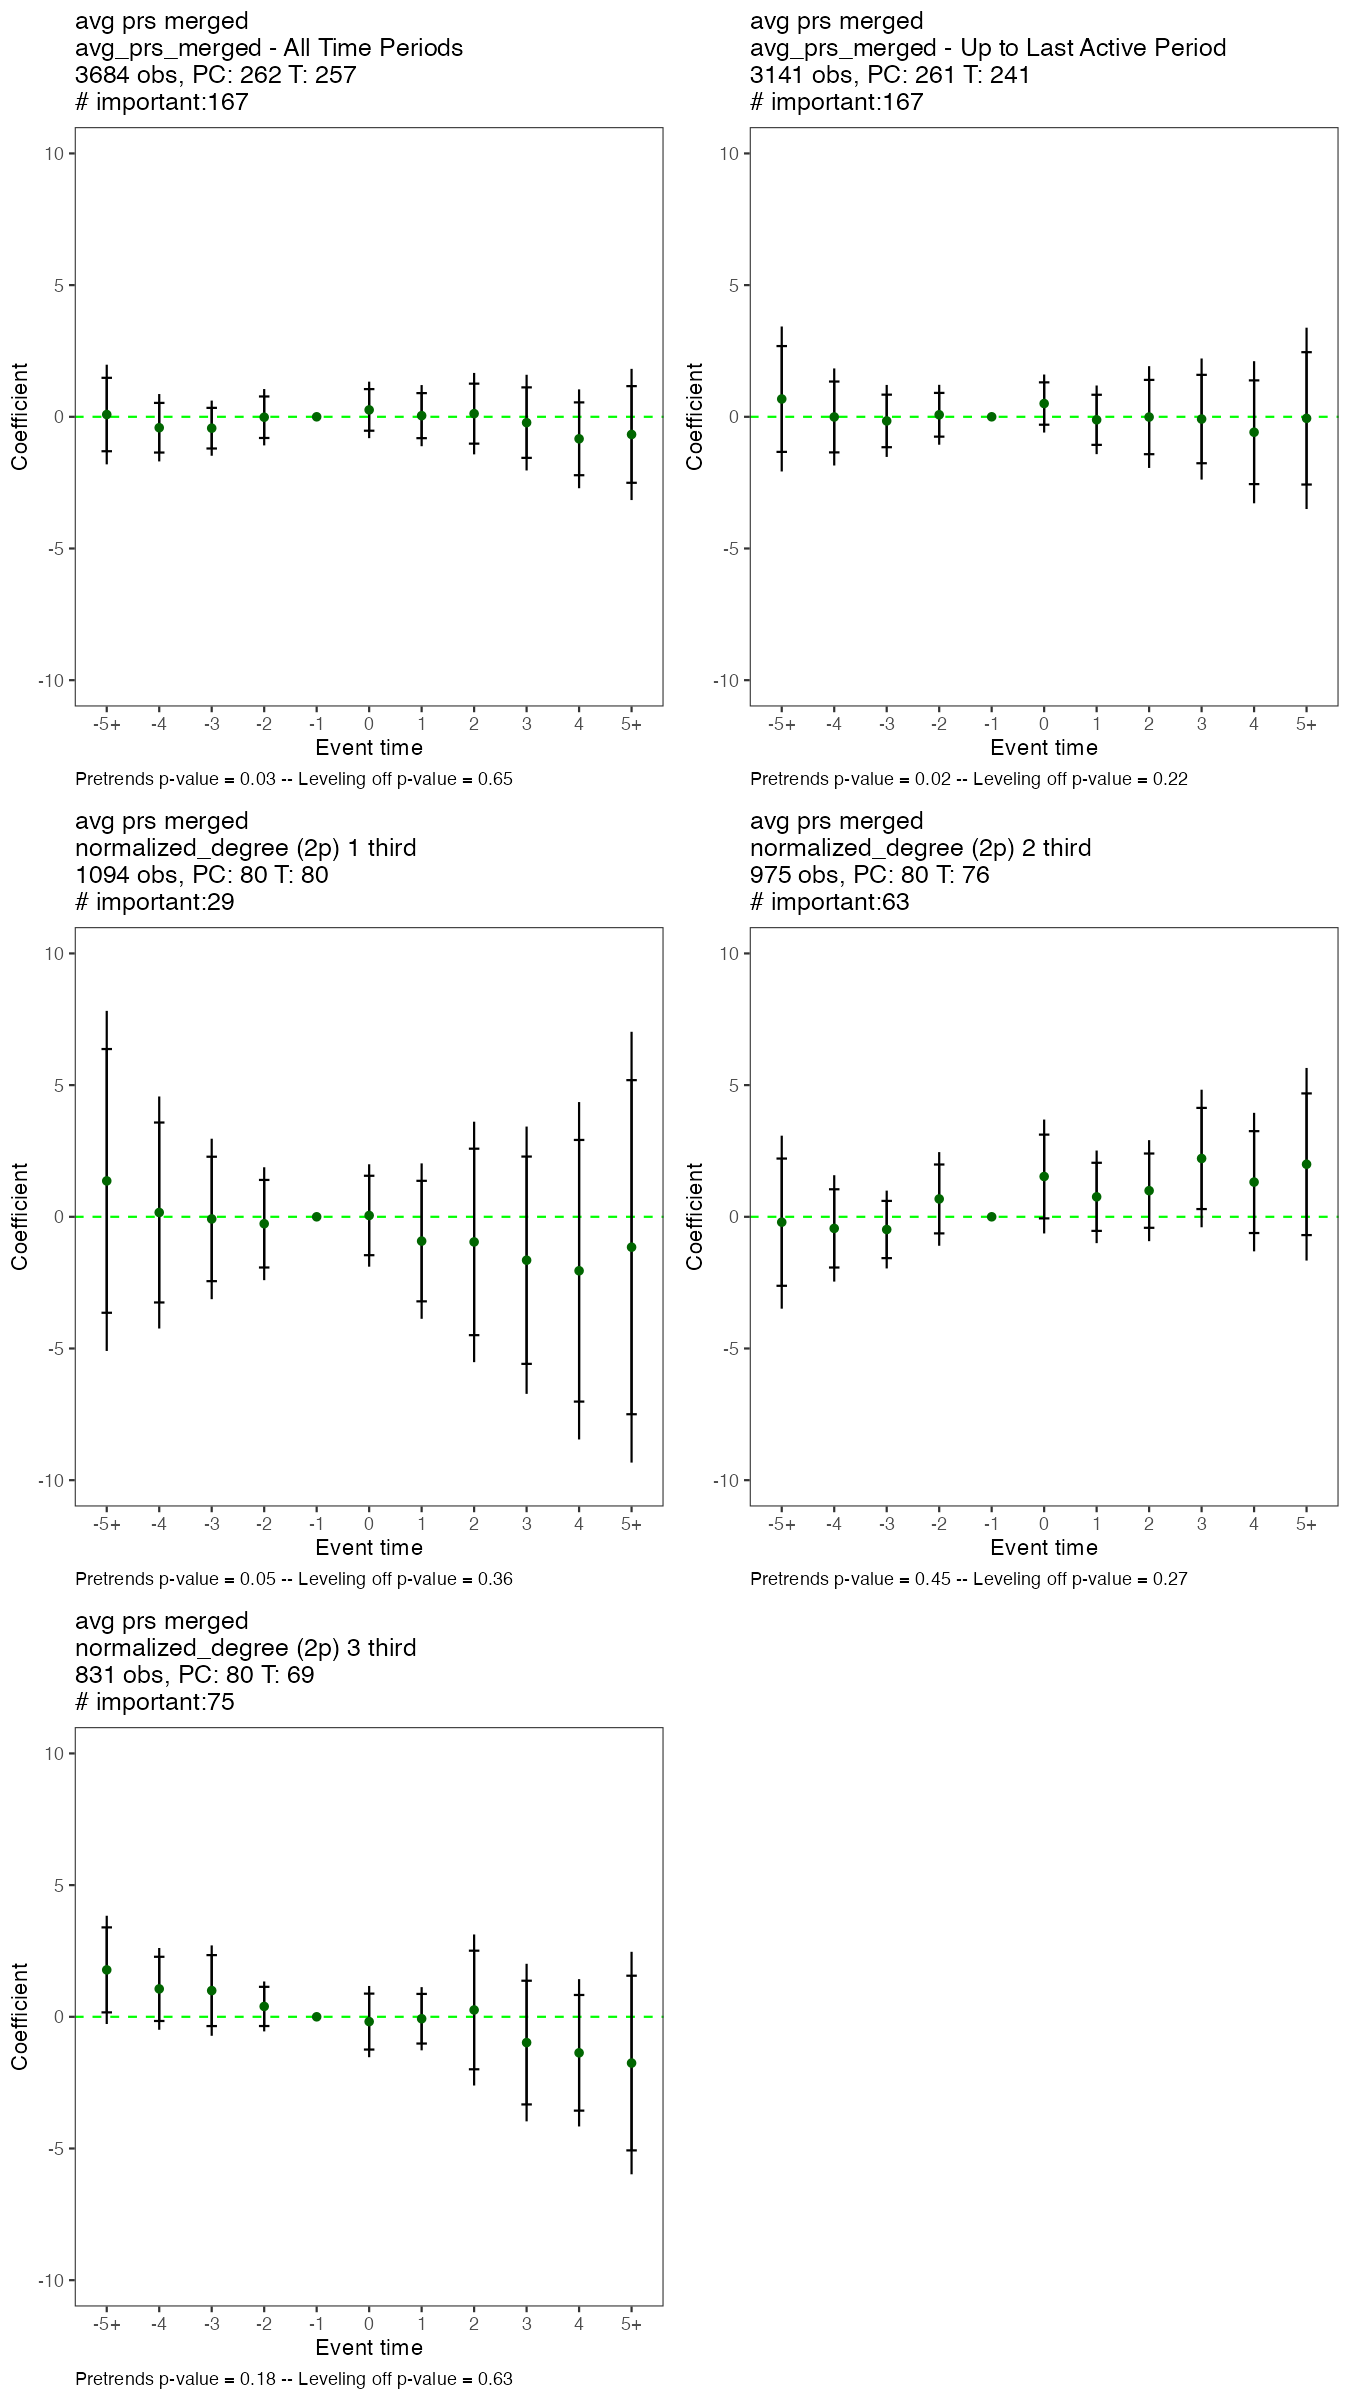 avg prs merged
avg_prs_merged - All Time Periods
3684 obs, PC: 262 T: 257
# important:167
10
5
0
-5
-10
Coefficient
-5+ -4 -3 -2 -1 0 1 2 3 4 5+
Event time
Pretrends p-value = 0.03 -- Leveling off p-value = 0.65
avg prs merged
avg_prs_merged - Up to Last Active Period
3141 obs, PC: 261 T: 241
# important:167
10
5
0
-5
-10
Coefficient
-5+ -4 -3 -2 -1 0 1 2 3 4 5+
Event time
Pretrends p-value = 0.02 -- Leveling off p-value = 0.22
avg prs merged
normalized_degree (2p) 1 third
1094 obs, PC: 80 T: 80
# important:29
10
5
0
-5
-10
Coefficient
-5+ -4 -3 -2 -1 0 1 2 3 4 5+
Event time
Pretrends p-value = 0.05 -- Leveling off p-value = 0.36
avg prs merged
normalized_degree (2p) 2 third
975 obs, PC: 80 T: 76
# important:63
10
5
0
-5
-10
Coefficient
-5+ -4 -3 -2 -1 0 1 2 3 4 5+
Event time
Pretrends p-value = 0.45 -- Leveling off p-value = 0.27
avg prs merged
normalized_degree (2p) 3 third
831 obs, PC: 80 T: 69
# important:75
10
5
0
-5
-10
Coefficient
-5+ -4 -3 -2 -1 0 1 2 3 4 5+
Event time
Pretrends p-value = 0.18 -- Leveling off p-value = 0.63